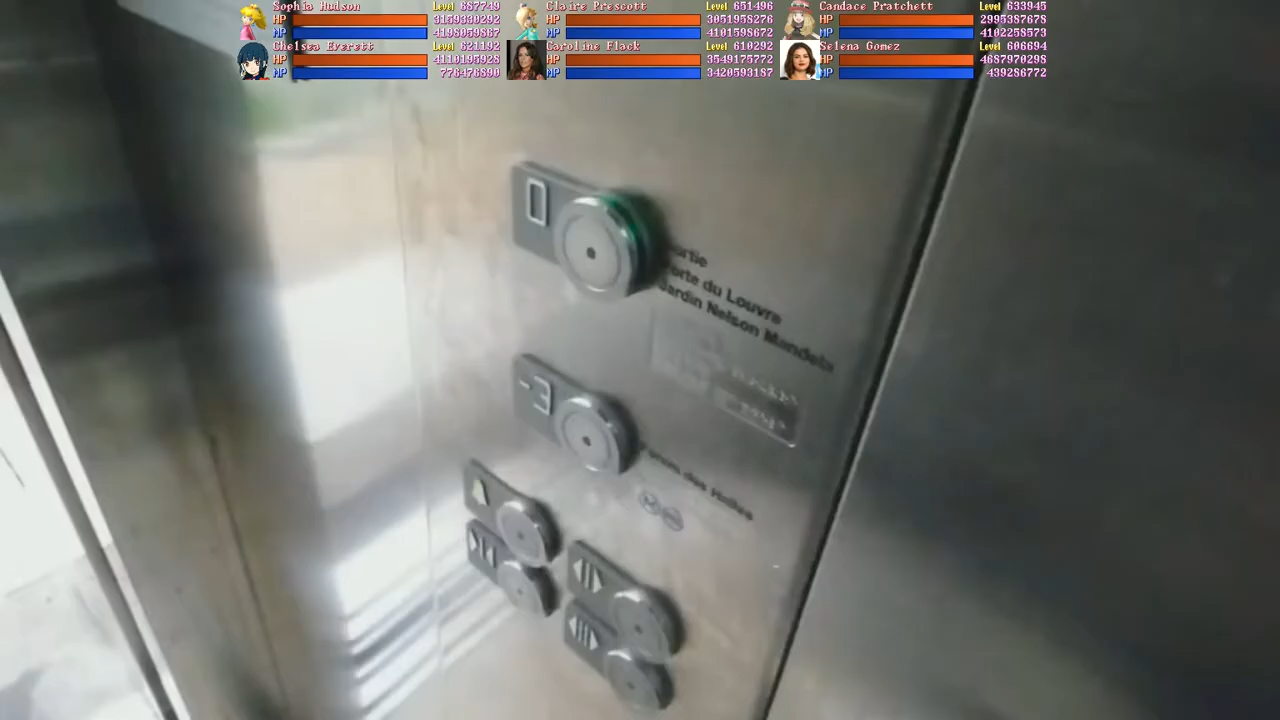 Sophia Hudson Level 687749
HP 3159330292
MP 4198059867
Claire Prescott Level 651496
HP 3051958276
MP 4101598672
Candace Pratchett Level 633945
HP 2995387678
MP 4102258573
Chelsea Everett Level 621192
HP 4110195928
MP 776476890
Caroline Flack Level 610292
HP 3549175772
MP 3420593187
Selena Gomez Level 606694
HP 4687970298
MP 439286772
0
Sortie
Porte du Louvre
Jardin Nelson Mandela
-3
Forum des Halles